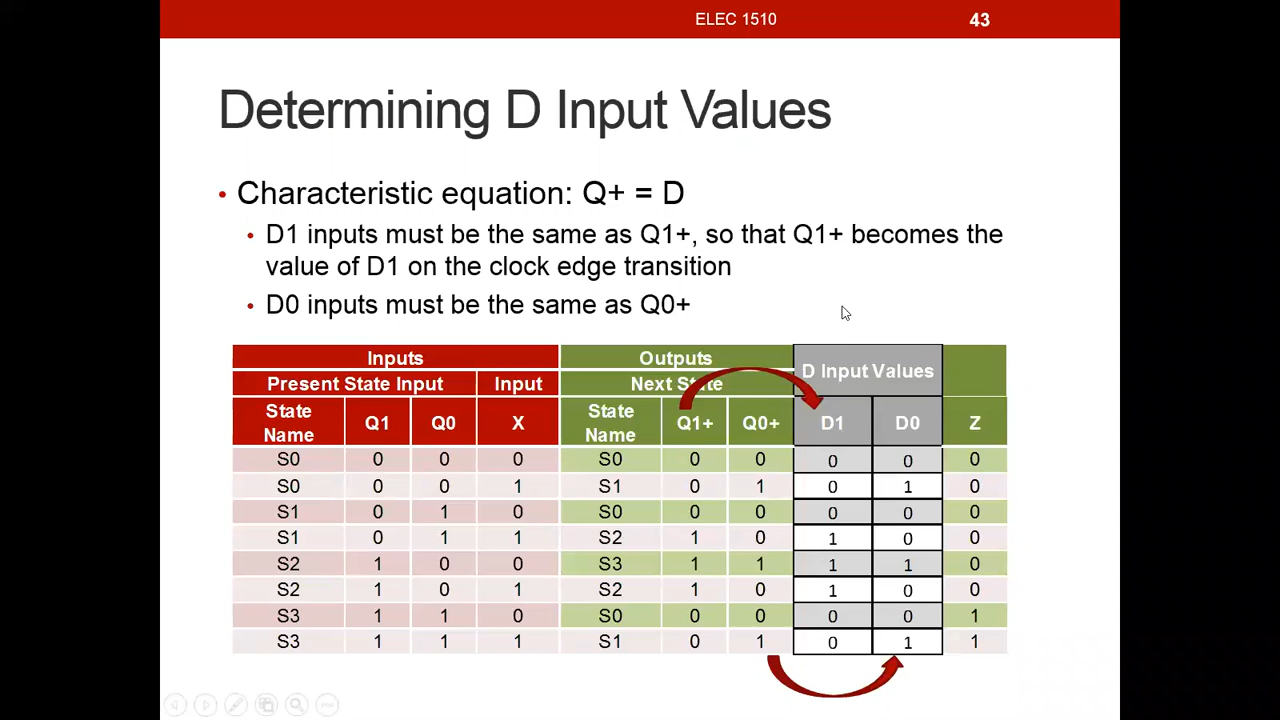 ELEC 1510
43
Determining D Input Values
• Characteristic equation: Q+ = D
• D1 inputs must be the same as Q1+, so that Q1+ becomes the
value of D1 on the clock edge transition
• D0 inputs must be the same as Q0+
Inputs Outputs D Input Values
Present State Input Input Next State
State Name Q1 Q0 X State Name Q1+ Q0+ D1 D0 Z
S0 0 0 0 S0 0 0 0 0 0
S0 0 0 1 S1 0 1 0 1 0
S1 0 1 0 S0 0 0 0 0 0
S1 0 1 1 S2 1 0 1 0 0
S2 1 0 0 S3 1 1 1 1 0
S2 1 0 1 S2 1 0 1 0 0
S3 1 1 0 S0 0 0 0 0 1
S3 1 1 1 S1 0 1 0 1 1